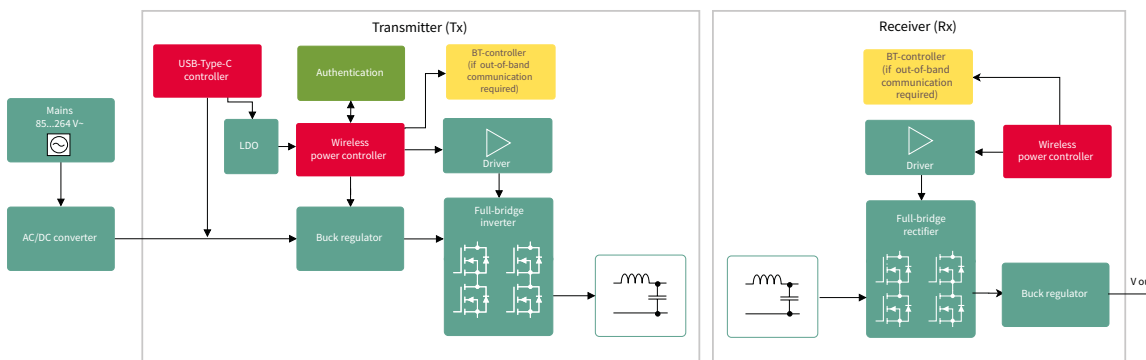 Transmitter (Tx)
Receiver (Rx)
USB-Type-C
controller
Authentication
BT-controller
(if out-of-band
communication
required)
Mains
85...264 V~
LDO
Wireless
power controller
Driver
AC/DC converter
Buck regulator
Full-bridge
inverter
BT-controller
(if out-of-band
communication
required)
Driver
Wireless
power controller
Full-bridge
rectifier
Buck regulator
V ou